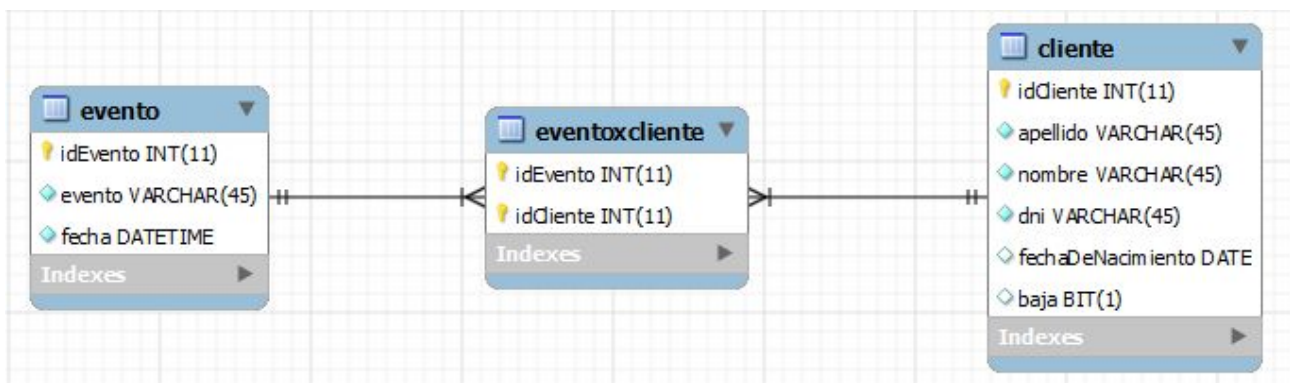 evento
idEvento INT(11)
evento VARCHAR(45)
fecha DATETIME
Indexes
eventoxcliente
idEvento INT(11)
idCliente INT(11)
Indexes
cliente
idCliente INT(11)
apellido VARCHAR(45)
nombre VARCHAR(45)
dni VARCHAR(45)
fechaDeNacimiento DATE
baja BIT(1)
Indexes